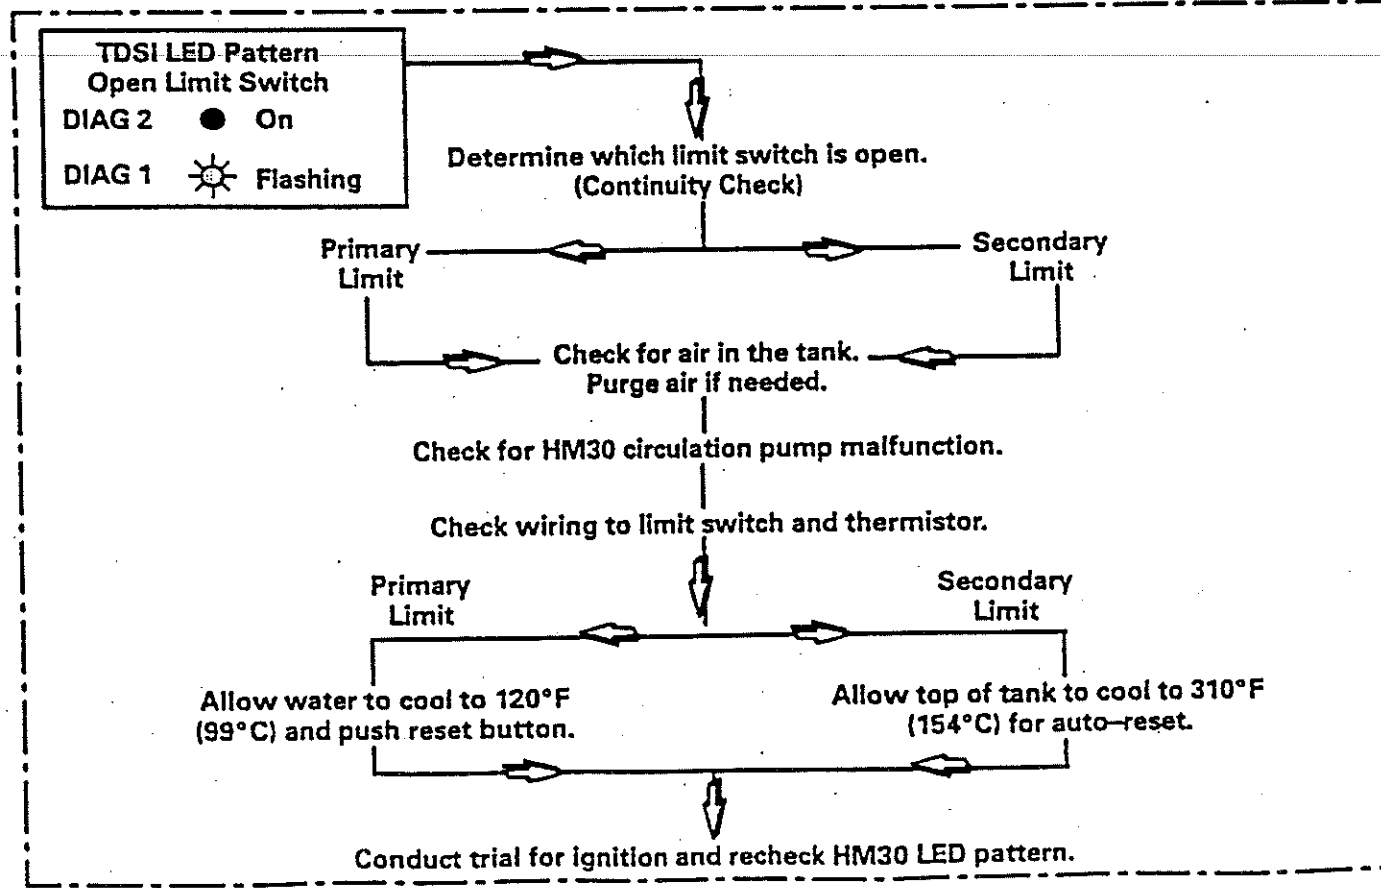 TDSI LED Pattern
Open Limit Switch
DIAG 2 On
DIAG 1 Flashing
Determine which limit switch is open.
(Continuity Check)
Primary
Limit
Secondary
Limit
Check for air in the tank.
Purge air if needed.
Check for HM30 circulation pump malfunction.
Check wiring to limit switch and thermistor.
Primary
Limit
Secondary
Limit
Allow water to cool to 120°F
(99°C) and push reset button.
Allow top of tank to cool to 310°F
(154°C) for auto-reset.
Conduct trial for ignition and recheck HM30 LED pattern.